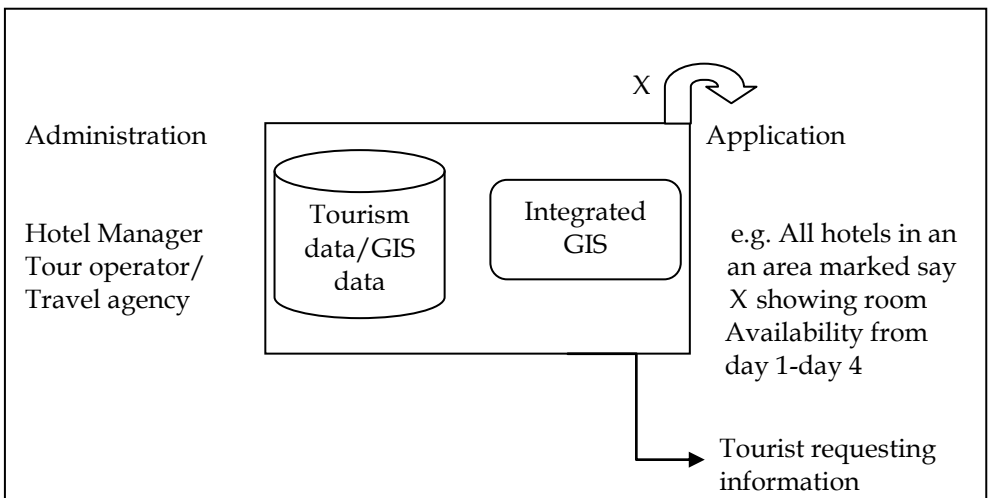 X
Administration
Application
Tourism
data/GIS
data
Integrated
GIS
Hotel Manager
Tour operator/
Travel agency
e.g. All hotels in an
an area marked say
X showing room
Availability from
day 1-day 4
Tourist requesting
information